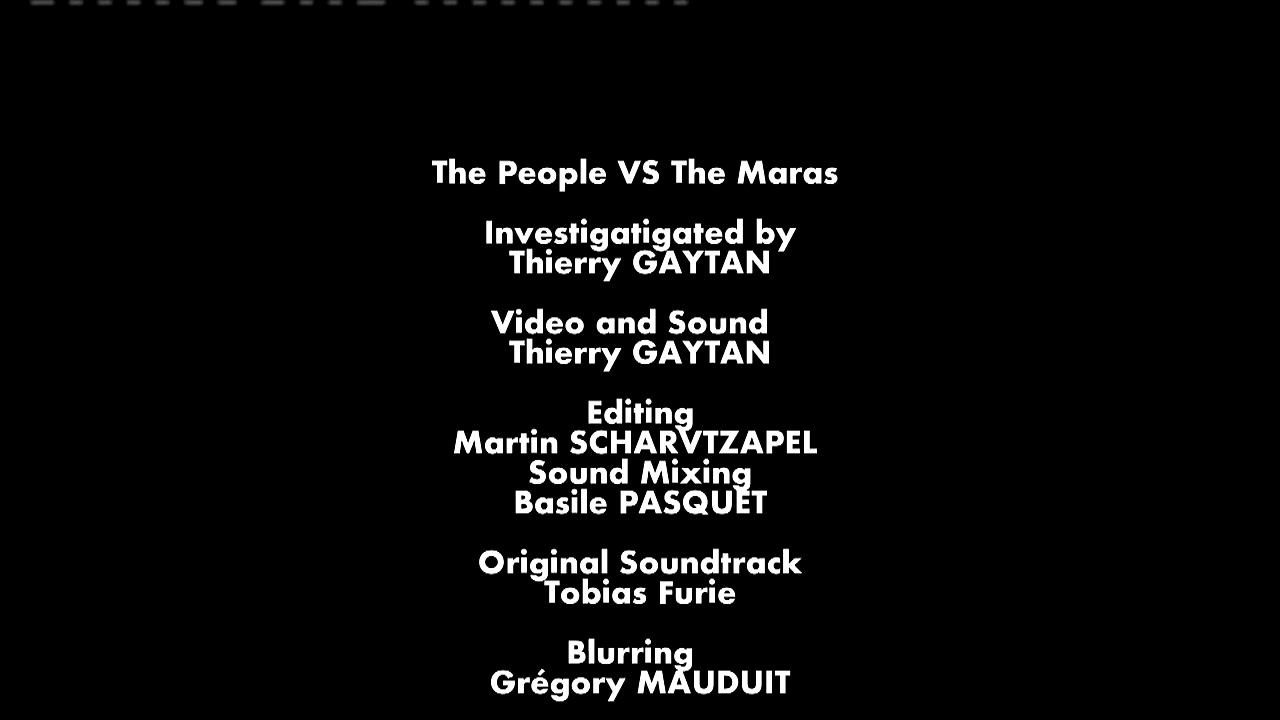 The People VS The Maras
Investigatigated by
Thierry GAYTAN
Video and Sound
Thierry GAYTAN
Editing
Martin SCHARVTZAPEL
Sound Mixing
Basile PASQUET
Original Soundtrack
Tobias Furie
Blurring
Grégory MAUDUIT